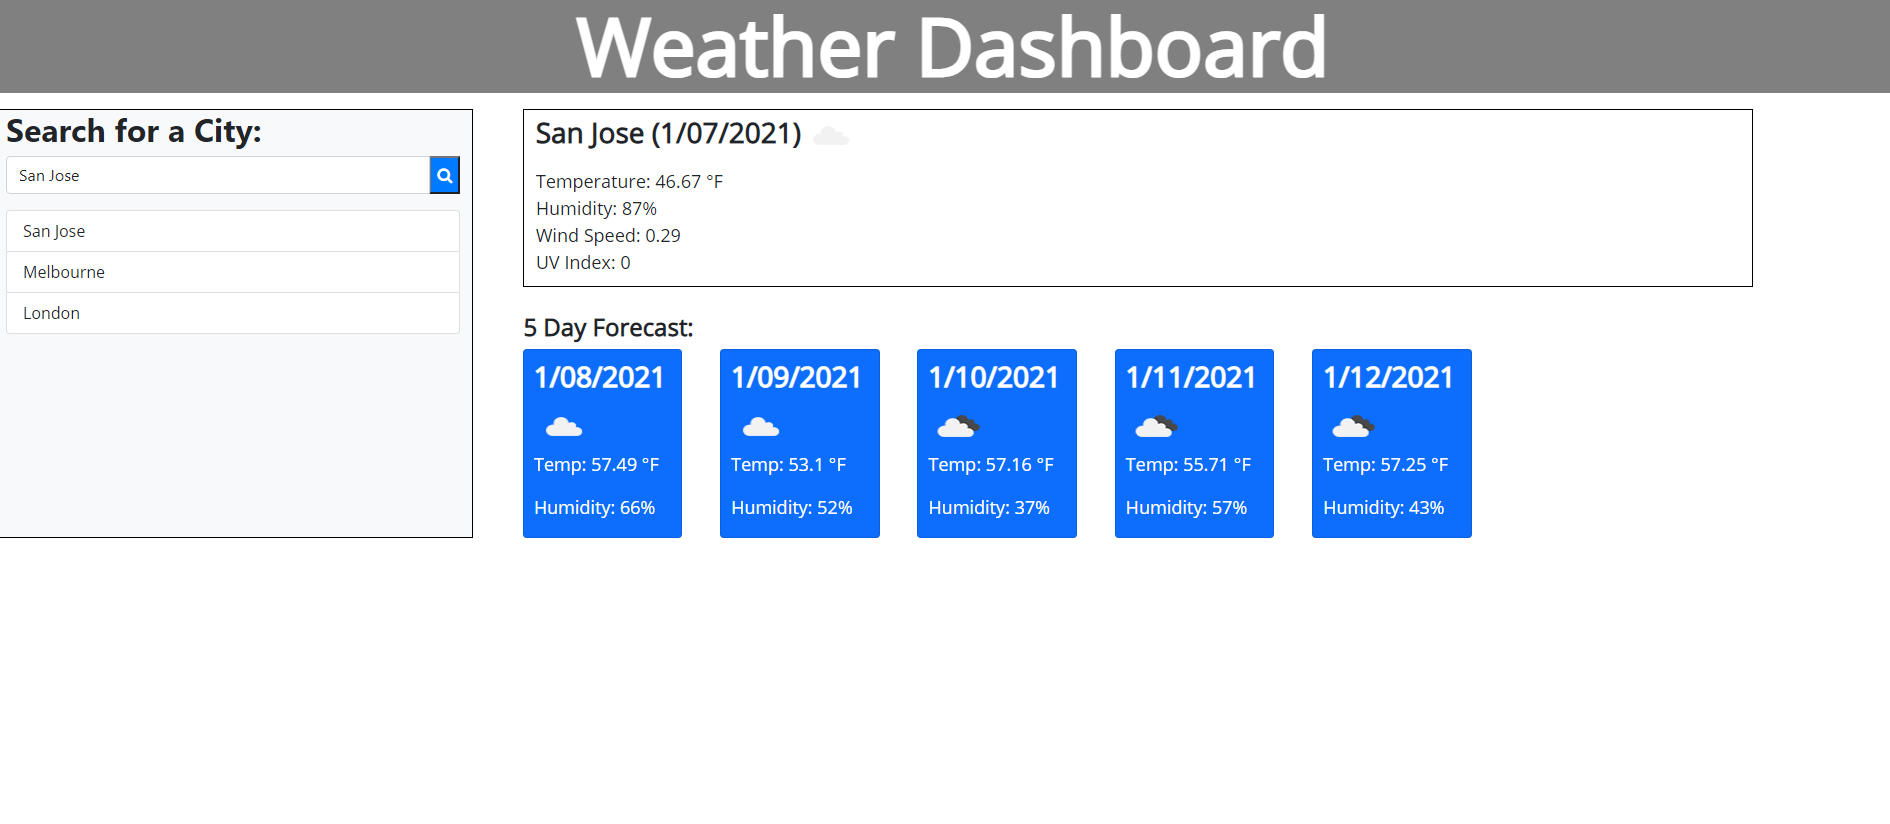 Weather Dashboard
Search for a City:
San Jose
San Jose
Melbourne
London
San Jose (1/07/2021)
Temperature: 46.67 °F
Humidity: 87%
Wind Speed: 0.29
UV Index: 0
5 Day Forecast:
1/08/2021
Temp: 57.49 °F
Humidity: 66%
1/09/2021
Temp: 53.1 °F
Humidity: 52%
1/10/2021
Temp: 57.16 °F
Humidity: 37%
1/11/2021
Temp: 55.71 °F
Humidity: 57%
1/12/2021
Temp: 57.25 °F
Humidity: 43%